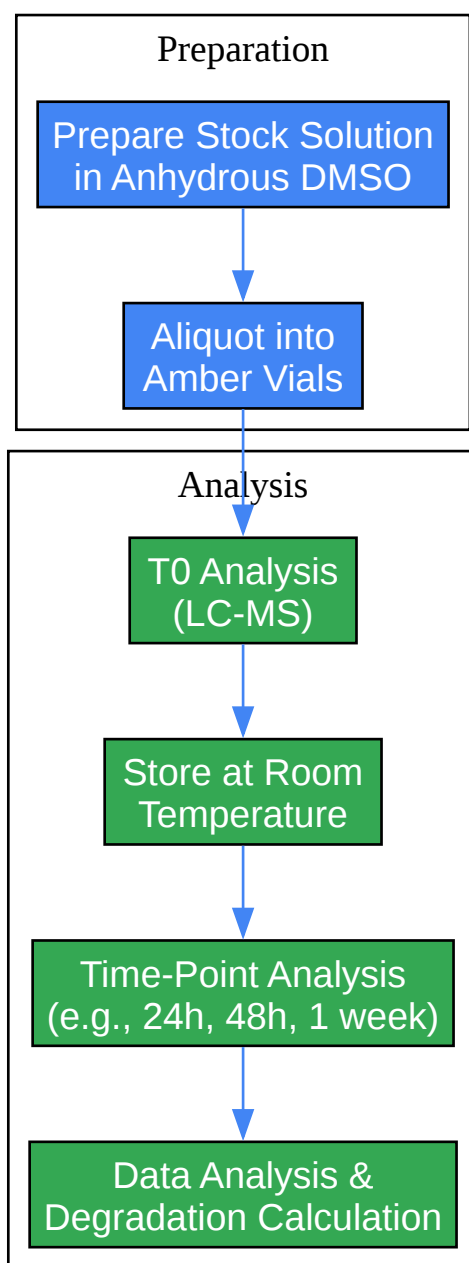 Preparation
Prepare Stock Solution
in Anhydrous DMSO
Aliquot into
Amber Vials
Analysis
T0 Analysis
(LC-MS)
Store at Room
Temperature
Time-Point Analysis
(e.g., 24h, 48h, 1 week)
Data Analysis &
Degradation Calculation